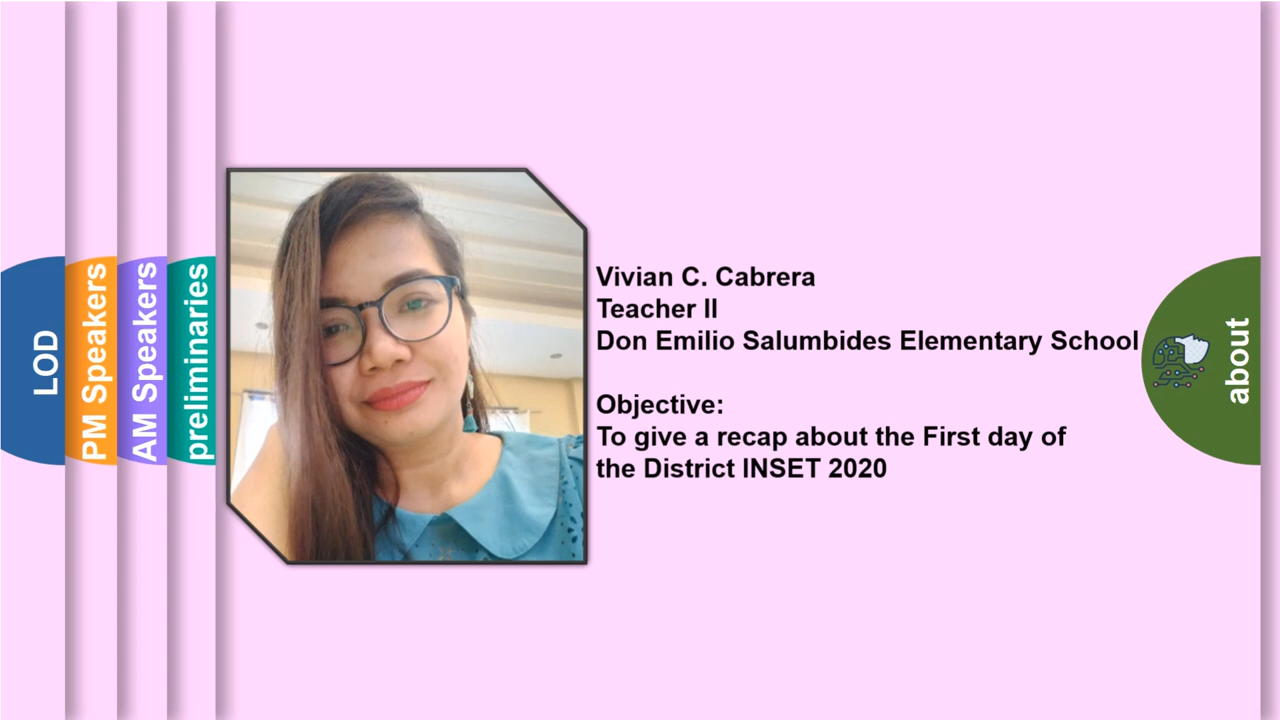 LOD
PM Speakers
AM Speakers
preliminaries
Vivian C. Cabrera
Teacher II
Don Emilio Salumbides Elementary School
Objective:
To give a recap about the First day of
the District INSET 2020
about